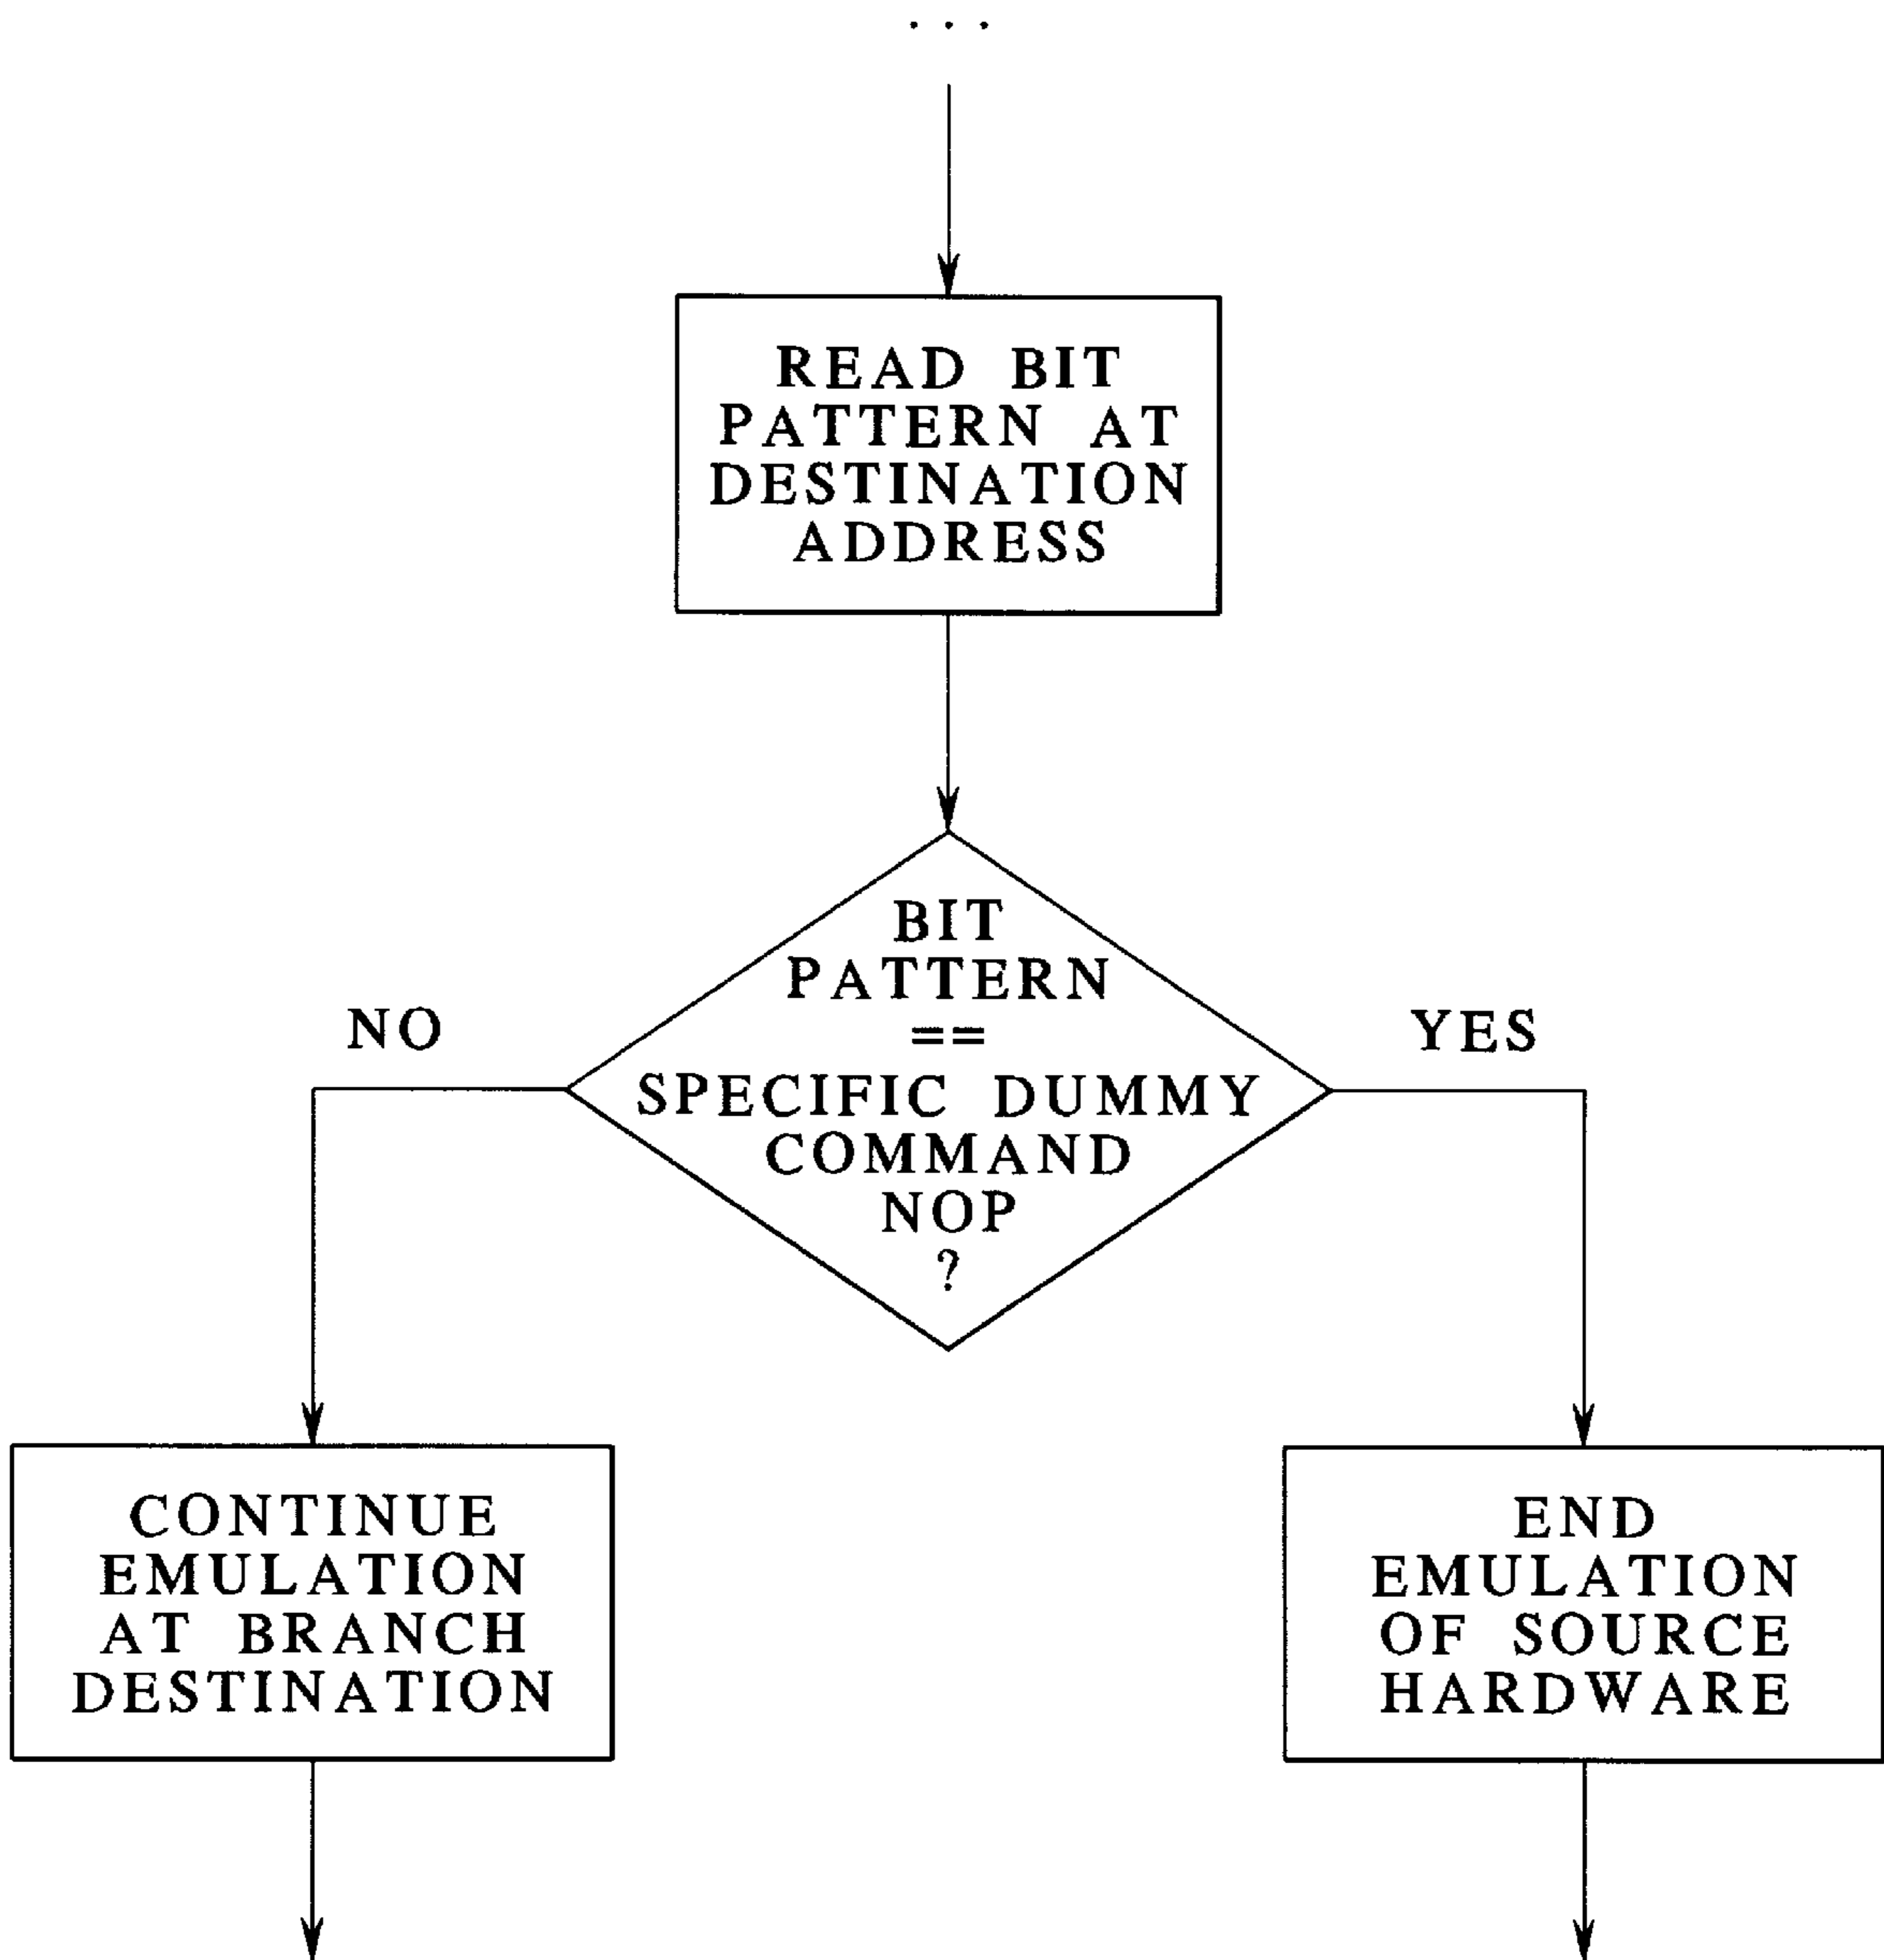 . . .
READ BIT
PATTERN AT
DESTINATION
ADDRESS
BIT
PATTERN
==
SPECIFIC DUMMY
COMMAND
NOP
?
NO
YES
CONTINUE
EMULATION
AT BRANCH
DESTINATION
END
EMULATION
OF SOURCE
HARDWARE